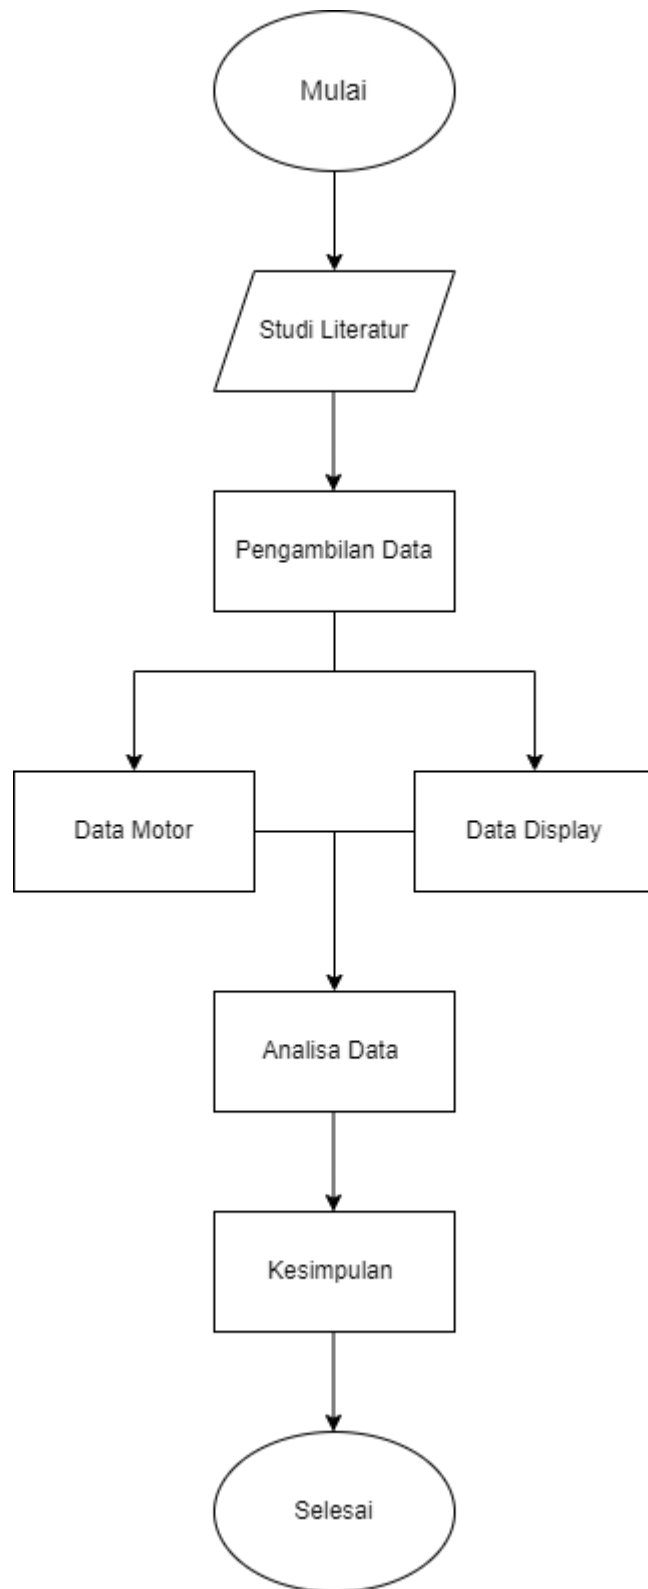 Mulai
Studi Literatur
Pengambilan Data
Data Motor
Data Display
Analisa Data
Kesimpulan
Selesai